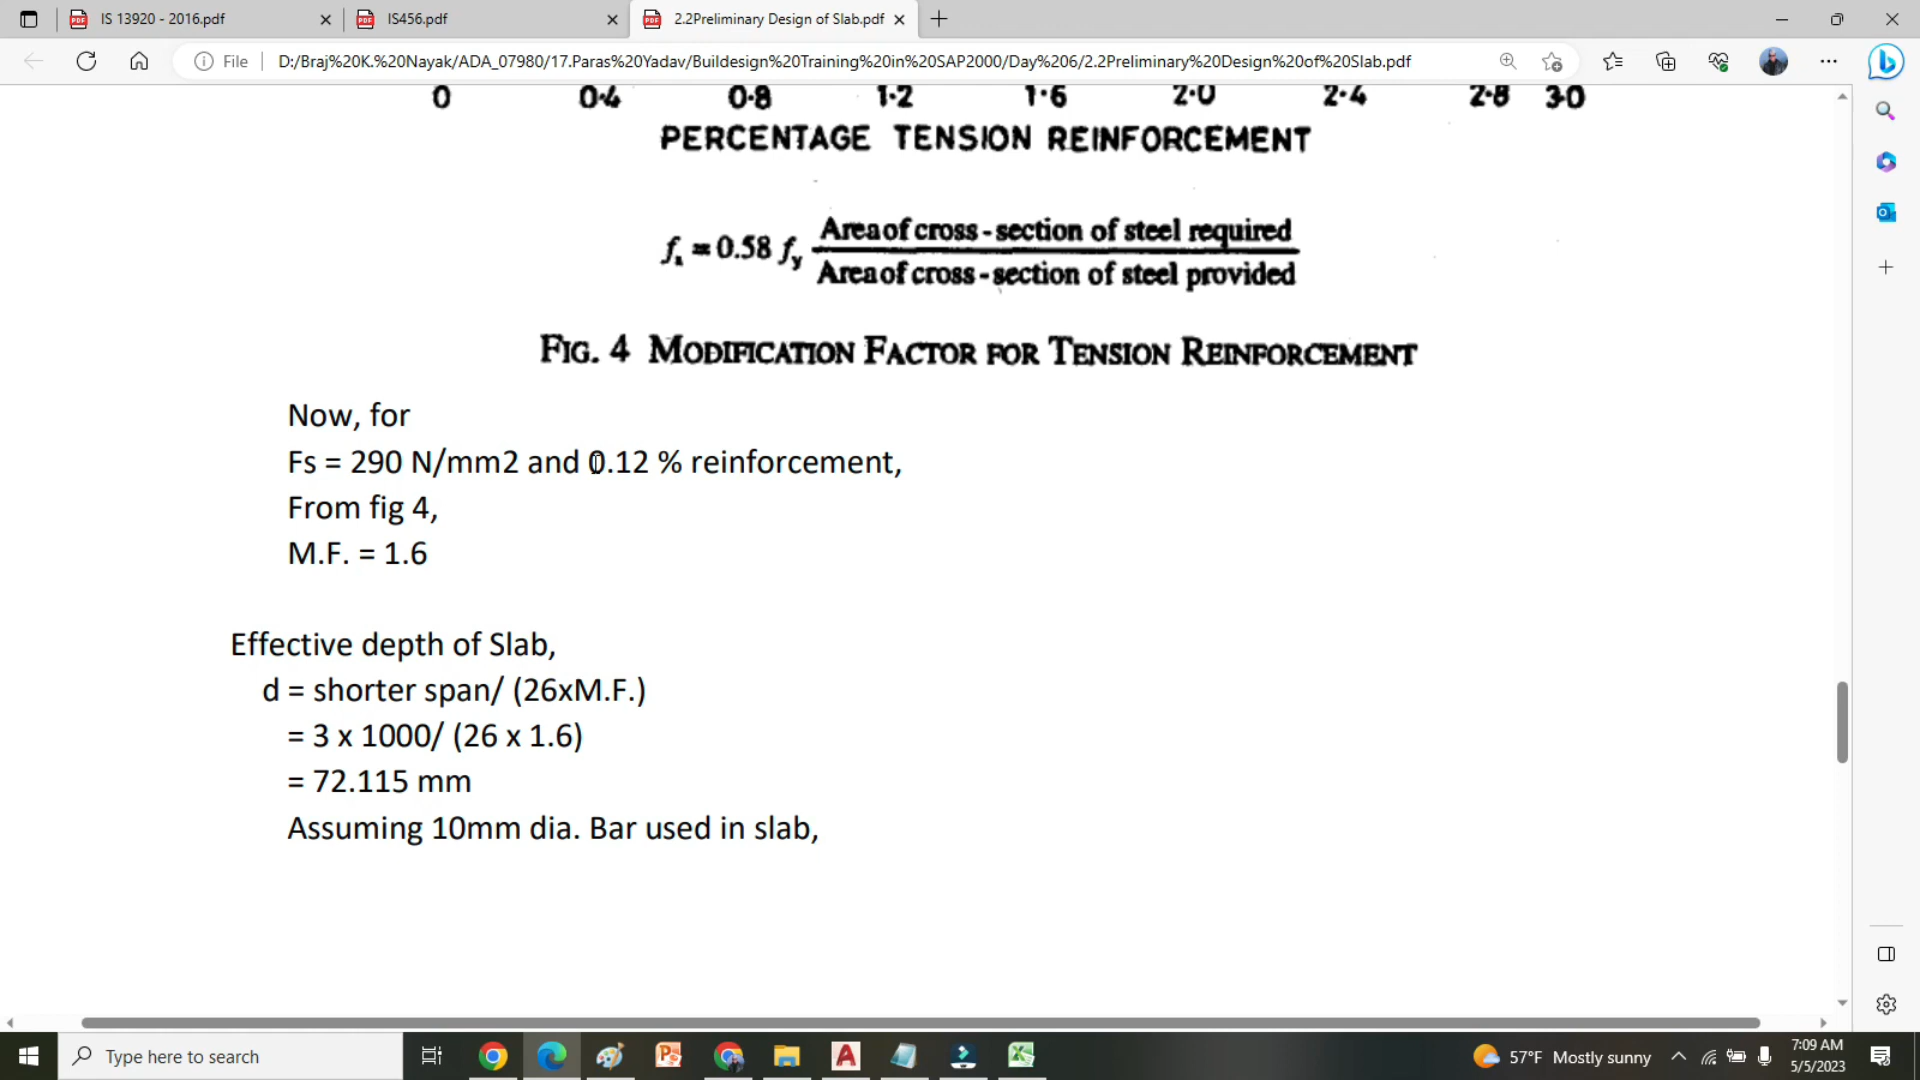 IS 13920 - 2016.pdf
IS456.pdf
2.2Preliminary Design of Slab.pdf
File
D:/Braj%20K.%20Nayak/ADA_07980/17.Paras%20Yadav/Buildesign%20Training%20in%20SAP2000/Day%206/2.2Preliminary%20Design%20of%20Slab.pdf
0 0·4 0·8 1·2 1·6 2·0 2·4 2·8 3·0
PERCENTAGE TENSION REINFORCEMENT
fs = 0.58 fy Area of cross-section of steel required
Area of cross-section of steel provided
FIG. 4 MODIFICATION FACTOR FOR TENSION REINFORCEMENT
Now, for
Fs = 290 N/mm2 and 0.12 % reinforcement,
From fig 4,
M.F. = 1.6
Effective depth of Slab,
d = shorter span/ (26xM.F.)
= 3 x 1000/ (26 x 1.6)
= 72.115 mm
Assuming 10mm dia. Bar used in slab,
Type here to search
57°F Mostly sunny
7:09 AM
5/5/2023